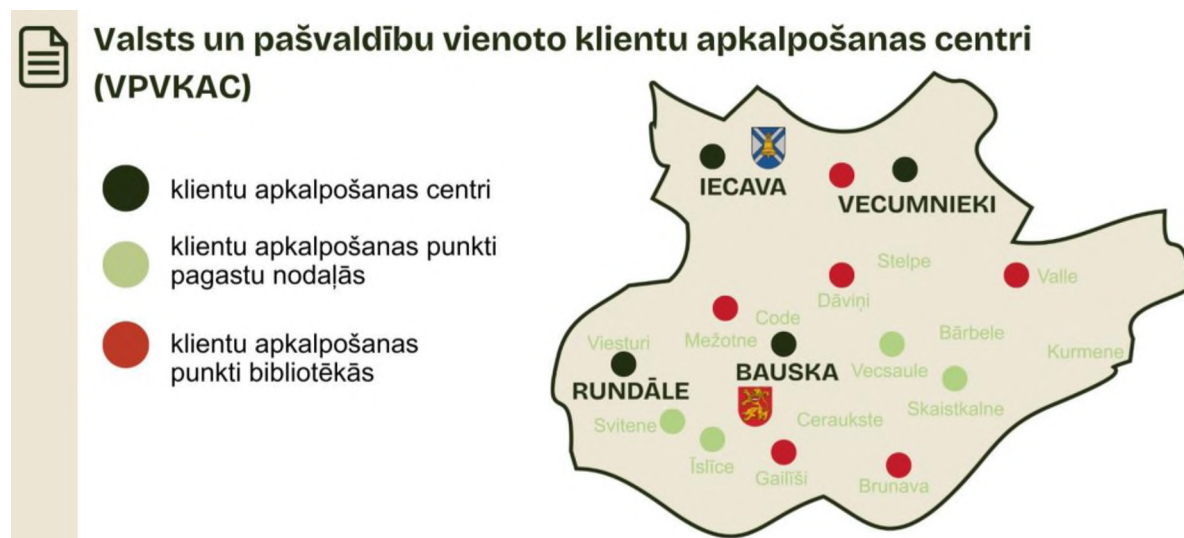 Valsts un pašvaldību vienoto klientu apkalpošanas centri
(VPVKAC)
klientu apkalpošanas centri
klientu apkalpošanas punkti
pagastu nodaļās
klientu apkalpošanas
punkti bibliotēkās
IECAVA
VECUMNIEKI
Stelpe
Valle
Dāviņi
Code
Bārbele
Viesturi
Mežotne
Kurmene
BAUSKA
Vecsaule
RUNDĀLE
Skaistkalne
Ceraukste
Svitene
Īslīce
Gailīši
Brunava